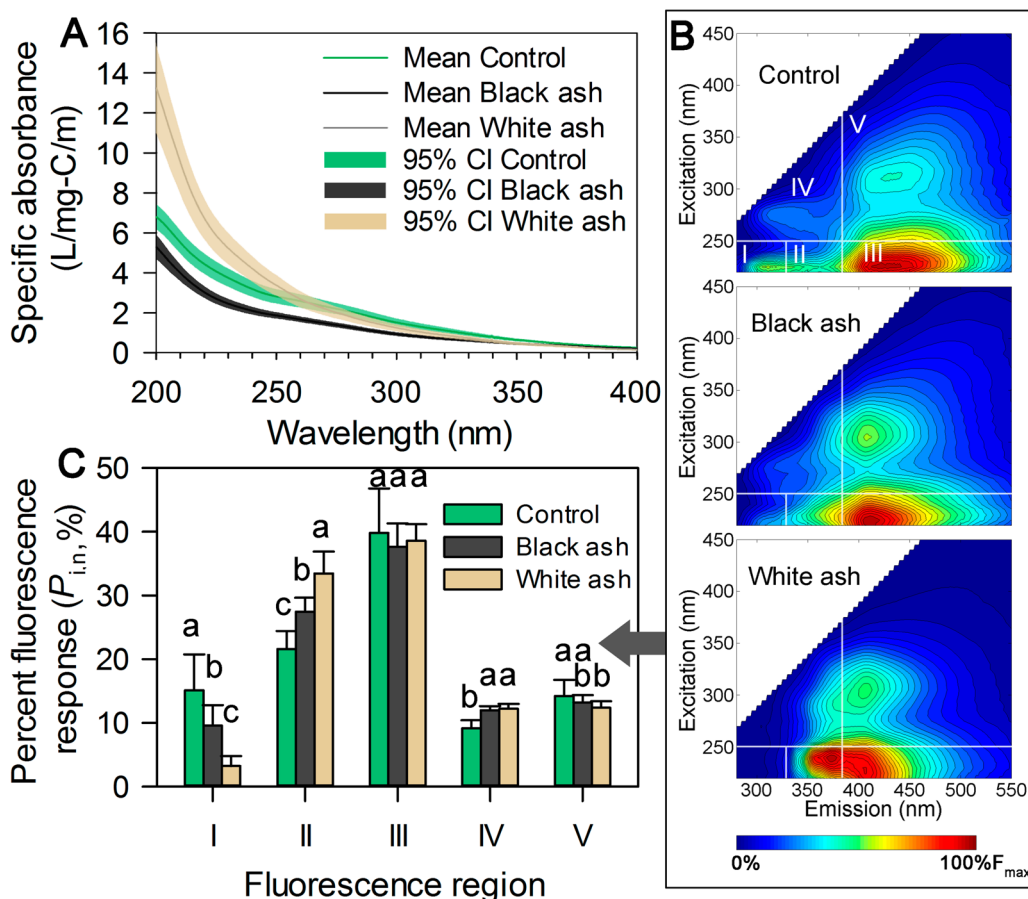 A
Specific absorbance
(L/mg-C/m)
16
14
12
10
8
6
4
2
0
Mean Control
Mean Black ash
Mean White ash
95% CI Control
95% CI Black ash
95% CI White ash
200
250
300
350
400
Wavelength (nm)
B
450
400
350
300
250
Excitation (nm)
Control
I
II
III
IV
V
450
400
350
300
250
Excitation (nm)
Black ash
450
400
350
300
250
Excitation (nm)
White ash
300 350 400 450 500 550
Emission (nm)
0%
100%Fmax
C
Percent fluorescence
response (Pi.n, %)
50
40
30
20
10
0
Control
Black ash
White ash
a
b
c
c
b
a
a a a
b a a
a a
b b
I
II
III
IV
V
Fluorescence region